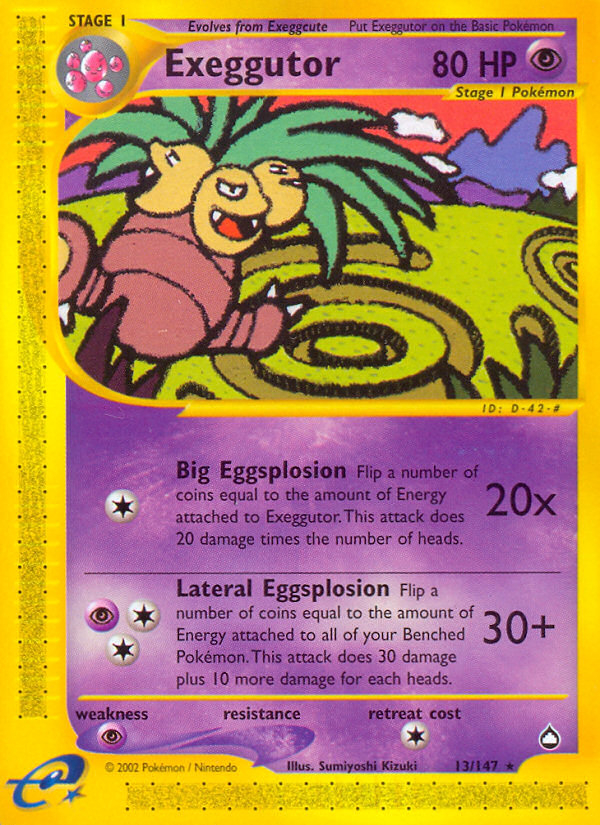 STAGE 1
Evolves from Exeggcute Put Exeggutor on the Basic Pokémon
Exeggutor 80 HP
Stage 1 Pokémon
ID: D-42-#
Big Eggsplosion Flip a number of
coins equal to the amount of Energy
attached to Exeggutor. This attack does
20 damage times the number of heads.
20x
Lateral Eggsplosion Flip a
number of coins equal to the amount of
Energy attached to all of your Benched
Pokémon. This attack does 30 damage
plus 10 more damage for each heads.
30+
weakness resistance retreat cost
© 2002 Pokémon / Nintendo Illus. Sumiyoshi Kizuki 13/147 ★
e